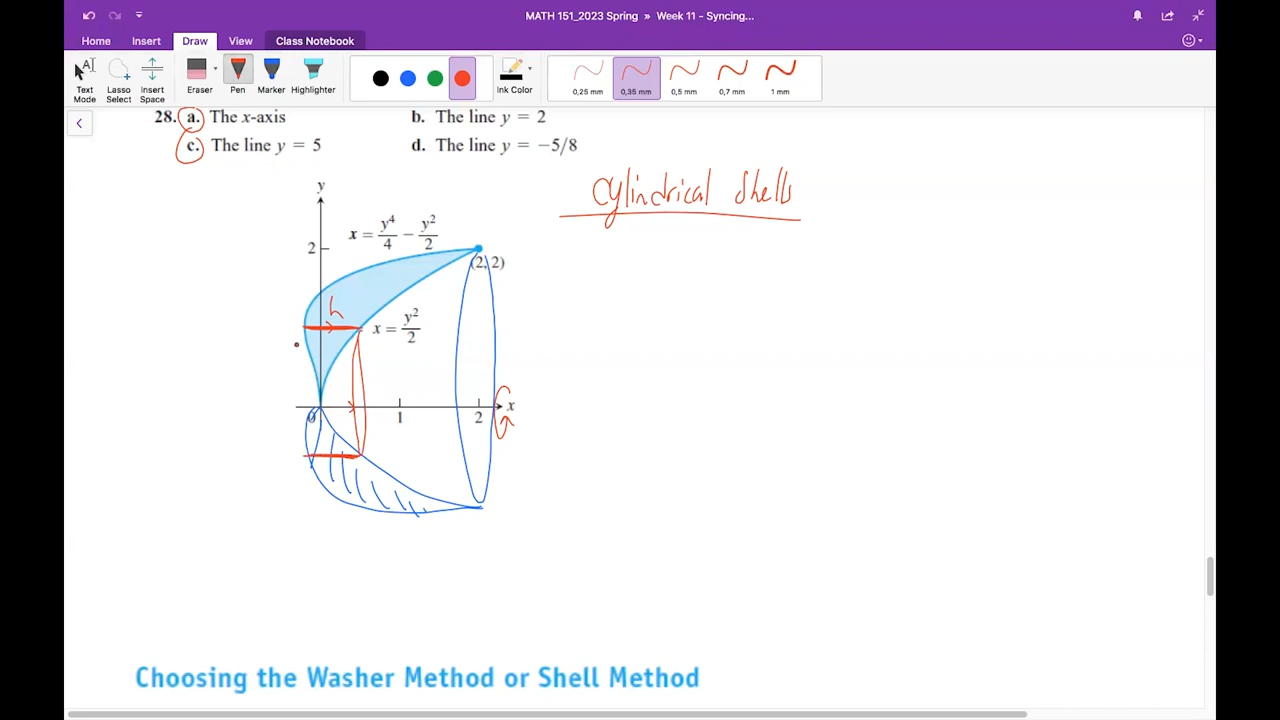 MATH 151_2023 Spring » Week 11 - Syncing...
Home Insert Draw View Class Notebook
Text Mode Lasso Select Insert Space Eraser Pen Marker Highlighter Ink Color 0,25 mm 0,35 mm 0,5 mm 0,7 mm 1 mm
28. a. The x-axis b. The line y = 2
c. The line y = 5 d. The line y = −5/8
Cylindrical Shells
y
x = y⁴/4 − y²/2
2
(2, 2)
h
x = y²/2
0 1 2 x
Choosing the Washer Method or Shell Method